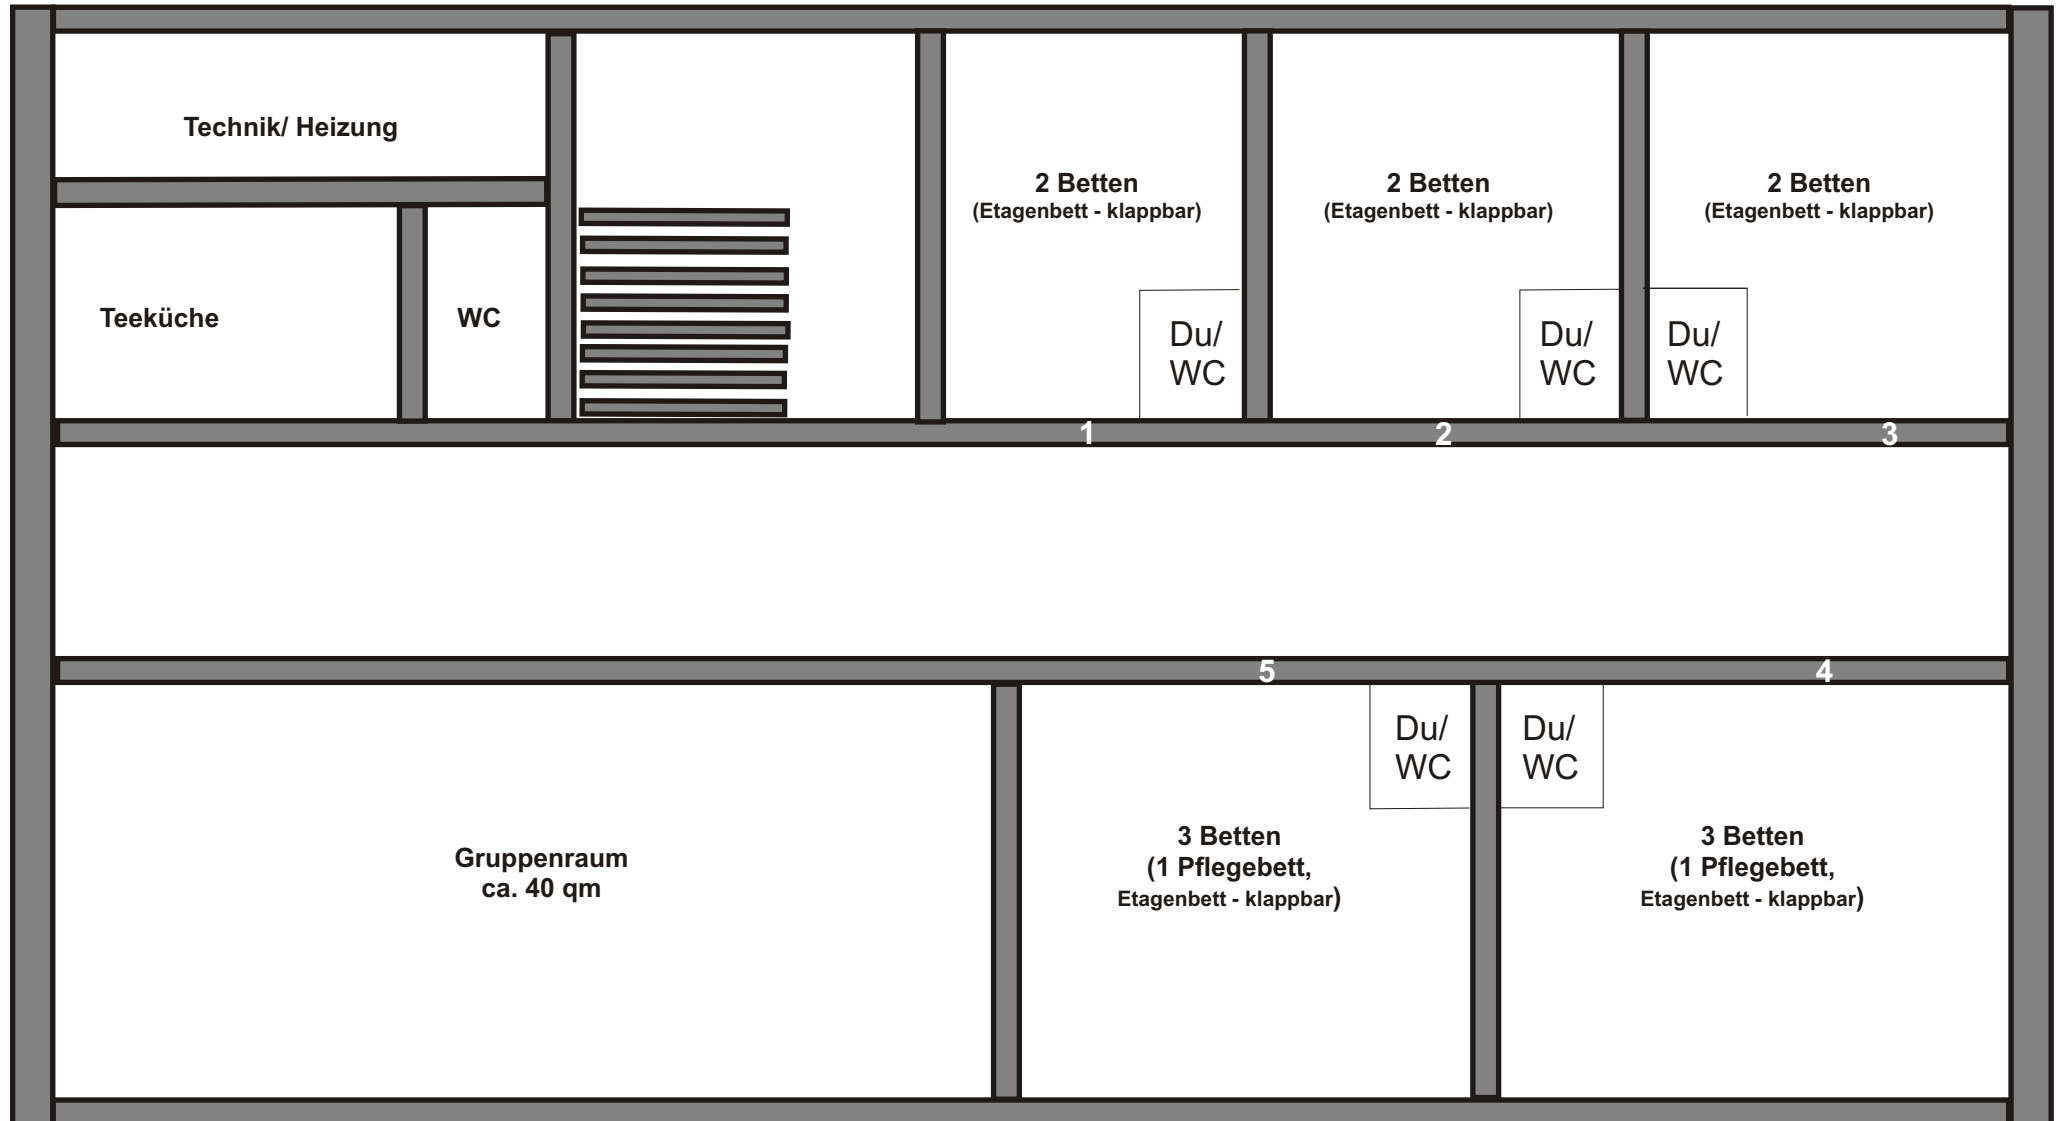 Technik/ Heizung
Teeküche
WC
2 Betten
(Etagenbett - klappbar)
Du/
WC
2 Betten
(Etagenbett - klappbar)
Du/
WC
2 Betten
(Etagenbett - klappbar)
Du/
WC
1
2
3
5
4
Gruppenraum
ca. 40 qm
Du/
WC
3 Betten
(1 Pflegebett,
Etagenbett - klappbar)
Du/
WC
3 Betten
(1 Pflegebett,
Etagenbett - klappbar)